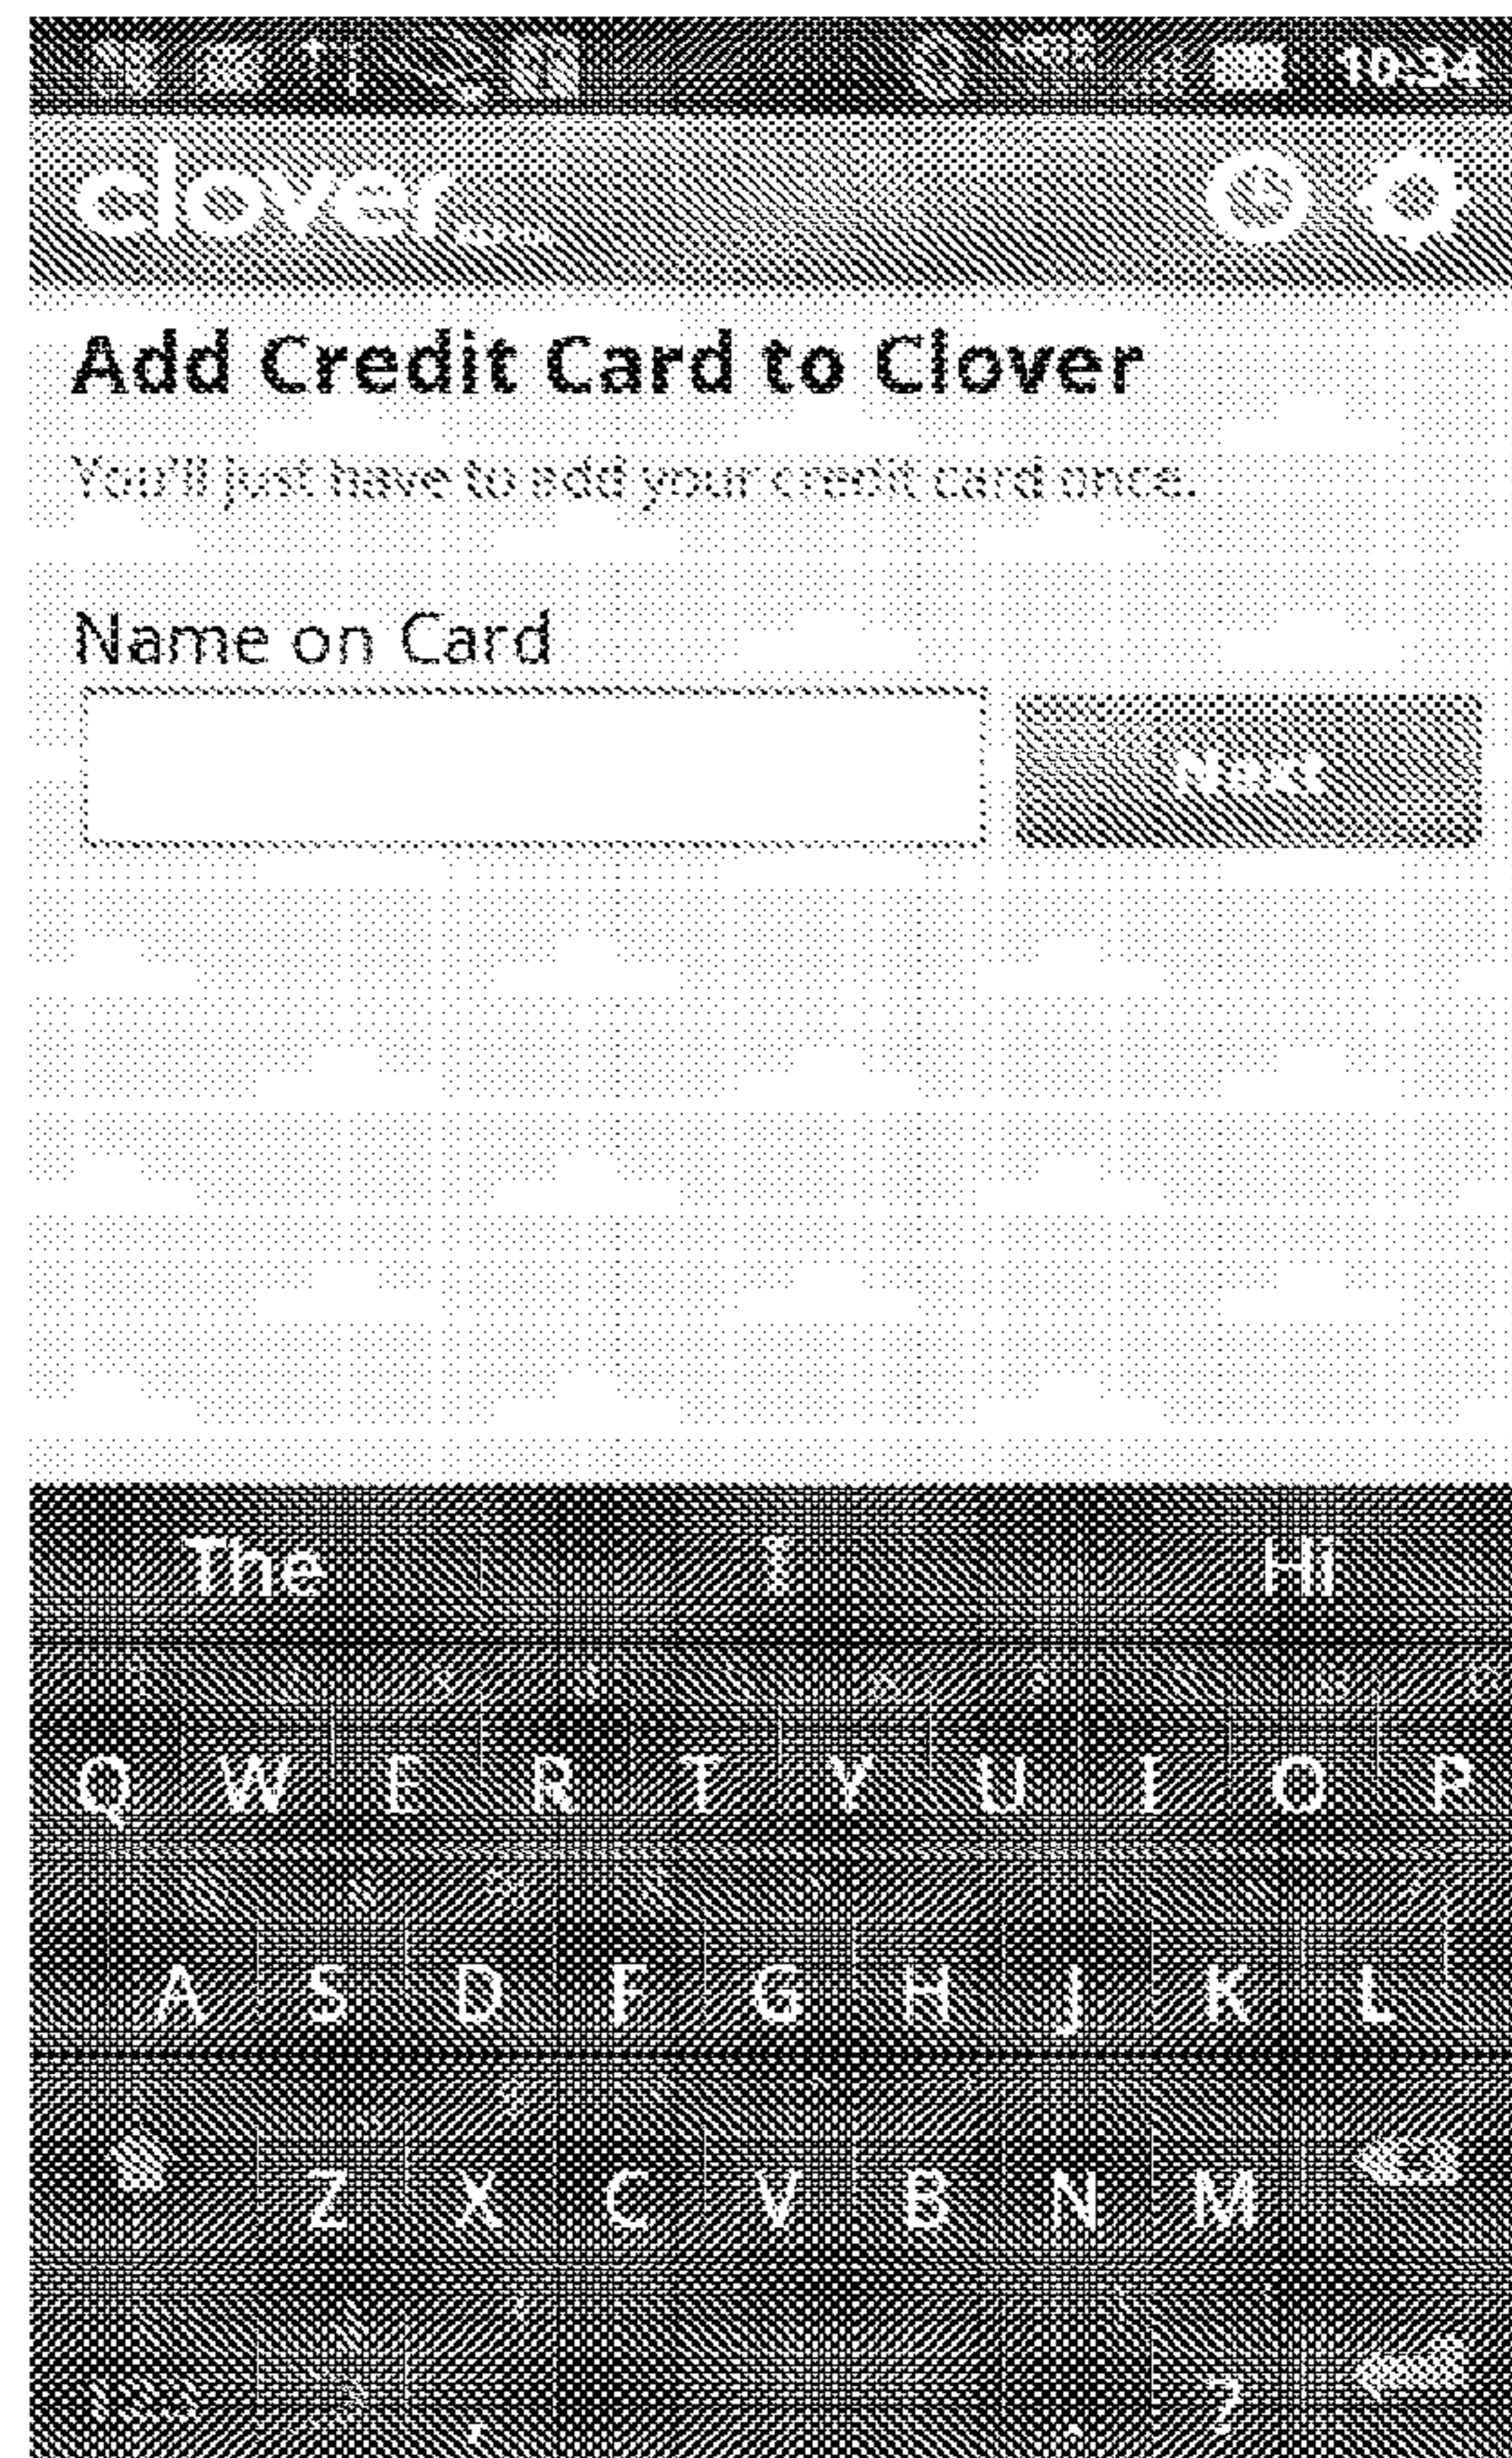 10:34
clover
Add Credit Card to Clover
You'll just have to add your credit card once.
Name on Card
Next
The I Hi
Q W E R T Y U I O P
A S D F G H J K L
Z X C V B N M
, . ?